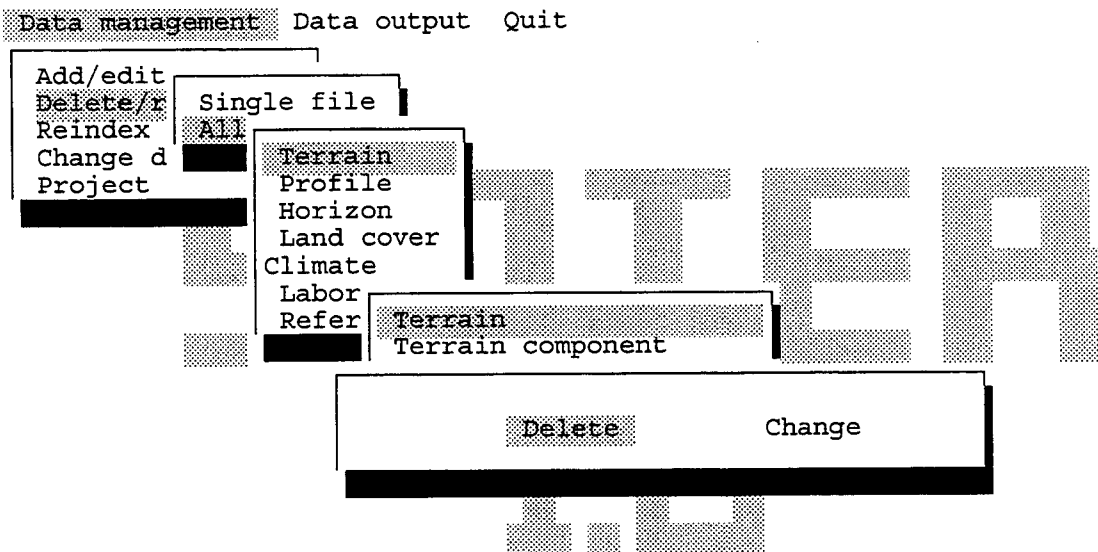 Data management Data output Quit
Add/edit
Delete/r
Reindex
Change d
Project
Single file
All
Terrain
Profile
Horizon
Land cover
Climate
Labor
Refer
Terrain
Terrain component
Delete Change